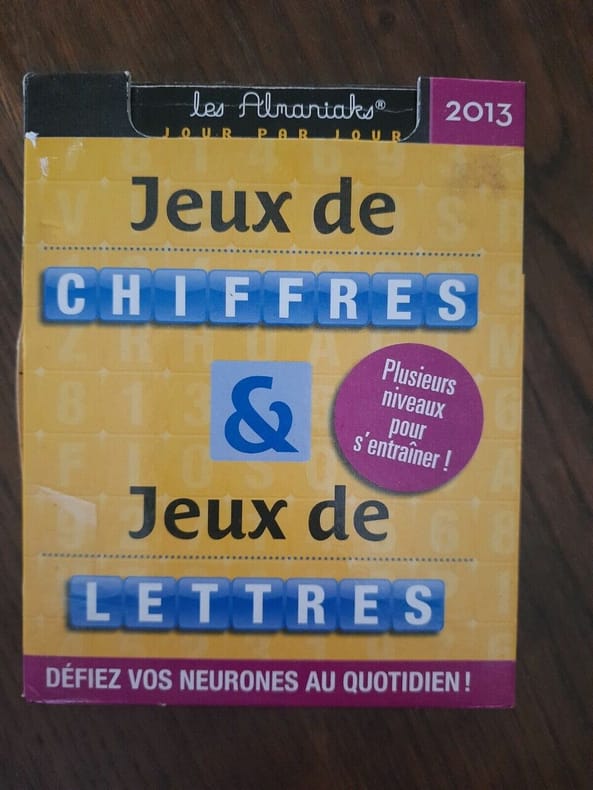 les Almaniaks®
JOUR PAR JOUR
2013
Jeux de
CHIFFRES
&
Plusieurs
niveaux
pour
s'entraîner !
Jeux de
LETTRES
DÉFIEZ VOS NEURONES AU QUOTIDIEN !